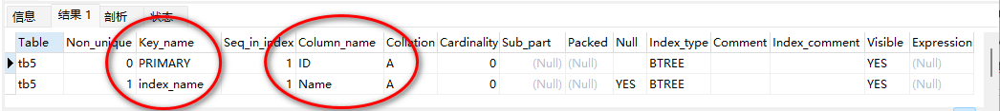 信息 结果 1 剖析 状态
Table Non_unique Key_name Seq_in_index Column_name Collation Cardinality Sub_part Packed Null Index_type Comment Index_comment Visible Expression
tb5 0 PRIMARY 1 ID A 0 (Null) (Null) BTREE YES (Null)
tb5 1 index_name 1 Name A 0 (Null) (Null) YES BTREE YES (Null)